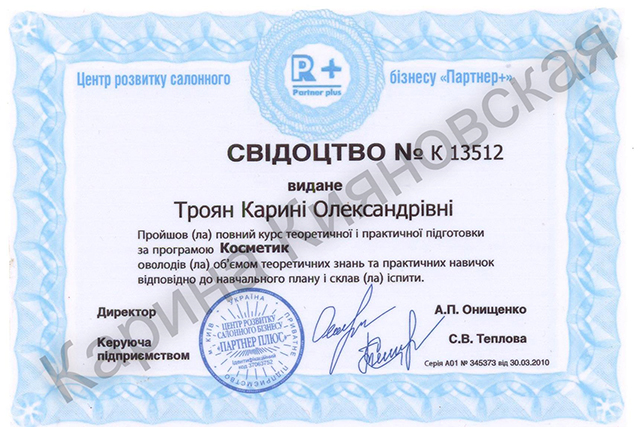 Центр розвитку салонного
R+
Partner plus
бізнесу «Партнер+»
СВІДОЦТВО № К 13512
видане
Троян Карині Олександрівні
Пройшов (ла) повний курс теоретичної і практичної підготовки
за програмою Косметик
оволодів (ла) об'ємом теоретичних знань та практичних навичок
відповідно до навчального плану і склав (ла) іспити.
Директор
А.П. Онищенко
Керуюча
підприємством
С.В. Теплова
Серія А01 № 345373 від 30.03.2010
УКРАЇНА
м. КИЇВ
ПРИВАТНЕ ПІДПРИЄМСТВО
ЦЕНТР РОЗВИТКУ
САЛОННОГО БІЗНЕСУ
«ПАРТНЕР ПЛЮС»
Ідентифікаційний
код 37063752
Карина Кияновская